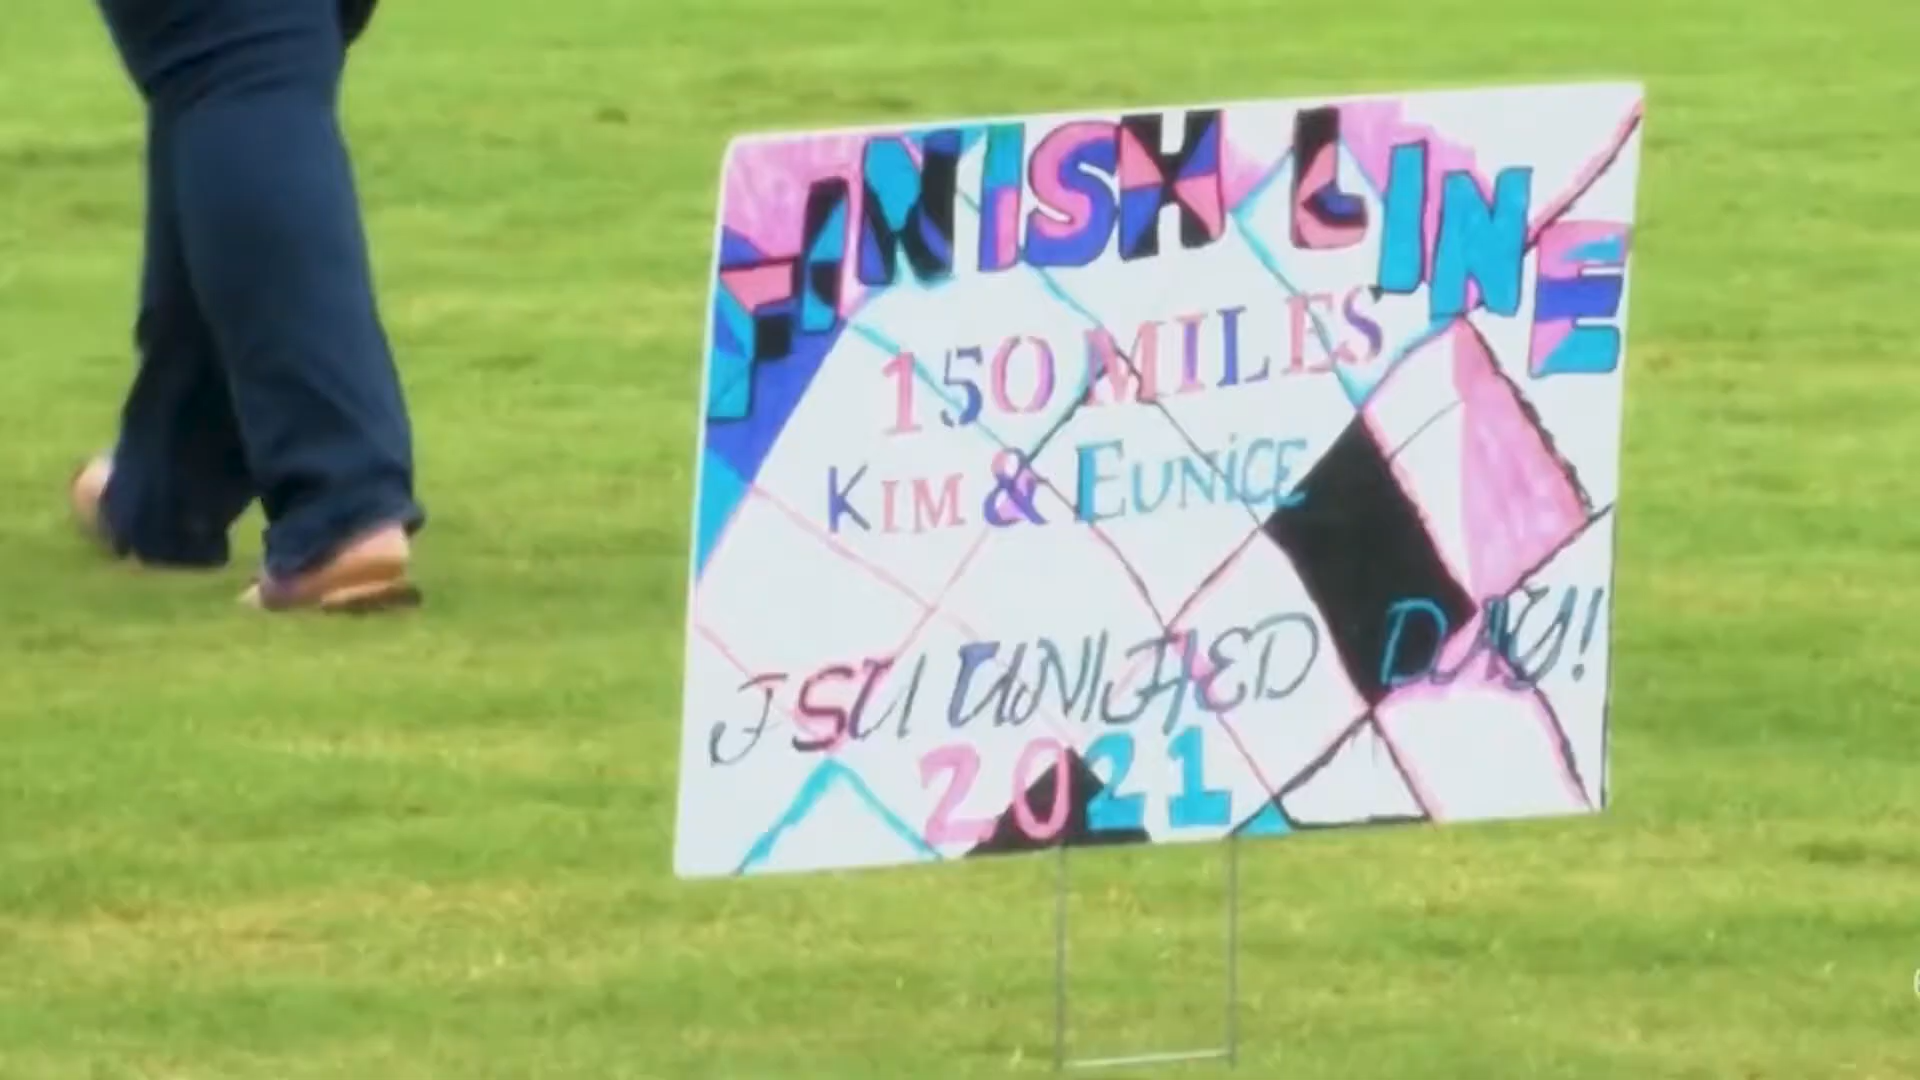 FINISH LINE
150 MILES
KIM & EUNiCE
JSU UNIFIED DAY!
2021